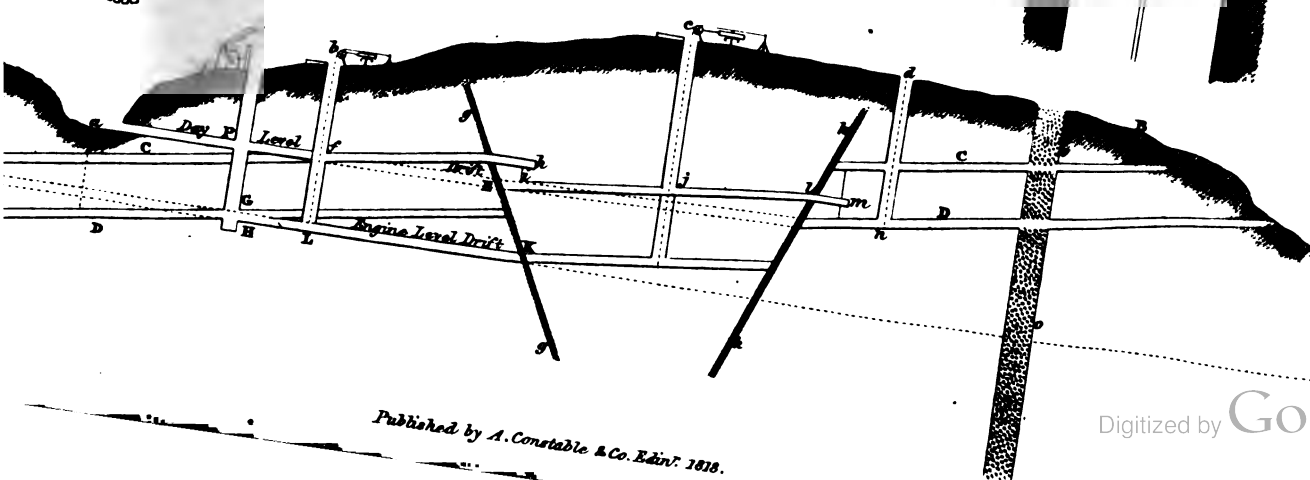 c
b
d
g
B
a
Day
P
Level
f
C
h
C
Drift
k
k
E
j
l
m
G
D
D
H
L
n
Engine Level Drift
K
o
g
h
Published by A. Constable & Co. Edinr. 1818.
Digitized by Go